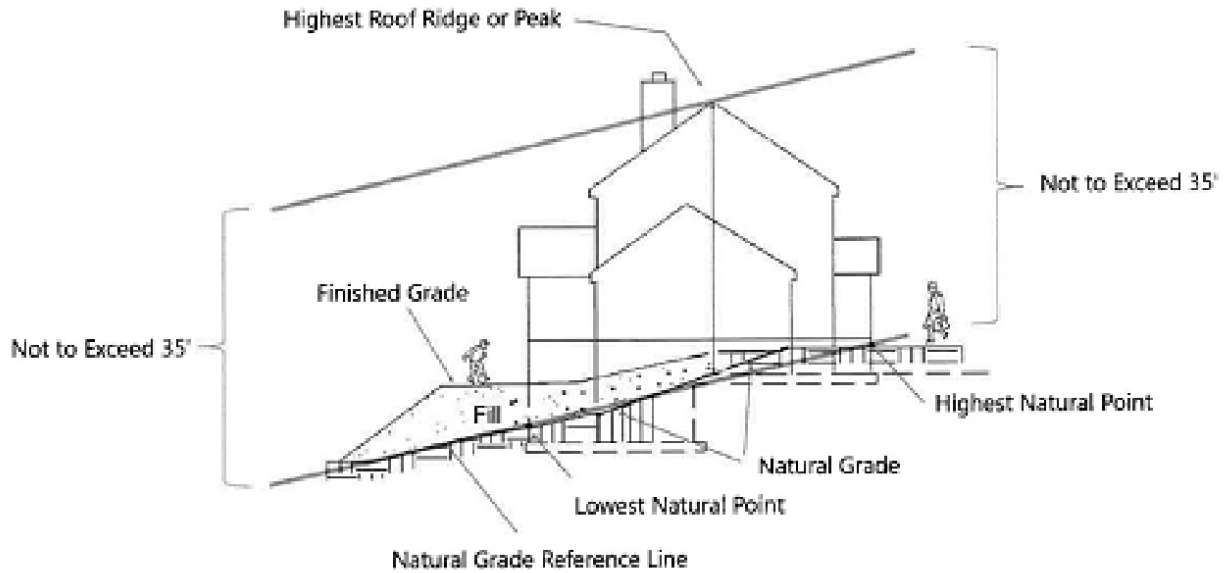 Highest Roof Ridge or Peak
Not to Exceed 35'
Finished Grade
Not to Exceed 35'
Fill
Highest Natural Point
Natural Grade
Lowest Natural Point
Natural Grade Reference Line